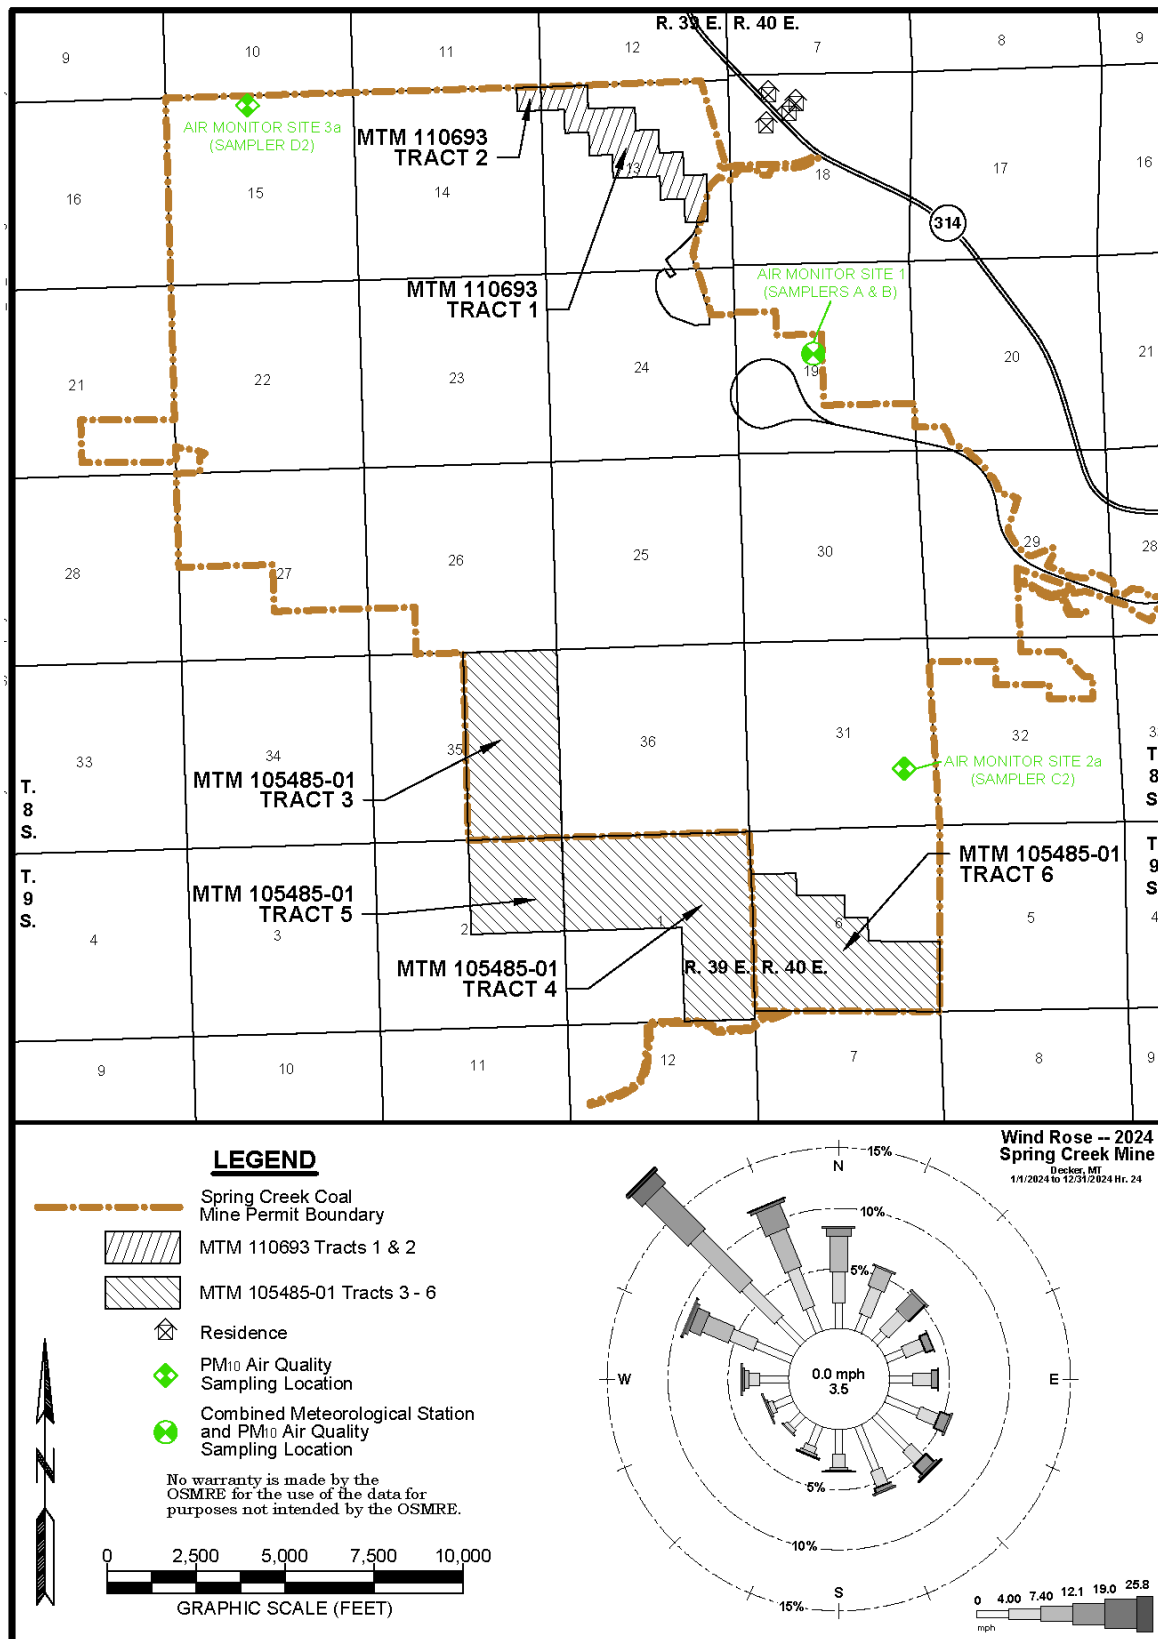 R. 39 E. R. 40 E.
9
10
11
12
7
8
9
AIR MONITOR SITE 3a
(SAMPLER D2)
MTM 110693
TRACT 2
16
15
14
13
18
17
16
314
MTM 110693
TRACT 1
AIR MONITOR SITE 1
(SAMPLERS A & B)
21
22
23
24
19
20
21
28
27
26
25
30
29
28
33
34
35
36
31
32
MTM 105485-01
TRACT 3
AIR MONITOR SITE 2a
(SAMPLER C2)
T.
8
S.
T.
8
S.
T.
9
S.
T.
9
S.
MTM 105485-01
TRACT 6
MTM 105485-01
TRACT 5
4
3
2
1
6
5
4
MTM 105485-01
TRACT 4
R. 39 E. R. 40 E.
9
10
11
12
7
8
9
LEGEND
Spring Creek Coal
Mine Permit Boundary
MTM 110693 Tracts 1 & 2
MTM 105485-01 Tracts 3 - 6
Residence
PM10 Air Quality
Sampling Location
Combined Meteorological Station
and PM10 Air Quality
Sampling Location
No warranty is made by the
OSMRE for the use of the data for
purposes not intended by the OSMRE.
N
0 2,500 5,000 7,500 10,000
GRAPHIC SCALE (FEET)
Wind Rose -- 2024
Spring Creek Mine
Decker, MT
1/1/2024 to 12/31/2024 Hr. 24
N
15%
10%
5%
W
0.0 mph
3.5
E
5%
10%
S
15%
0 4.00 7.40 12.1 19.0 25.8
mph